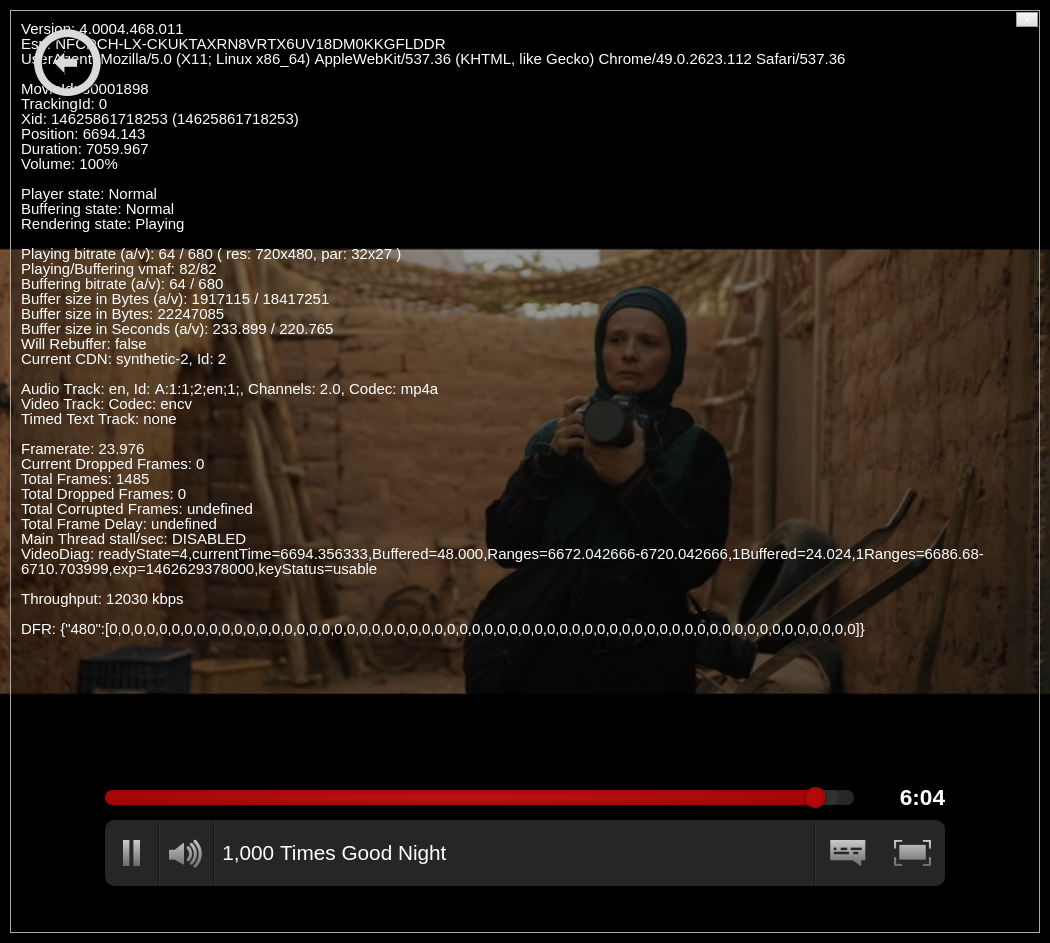 Version: 4.0004.468.011
Esn: NFCDCH-LX-CKUKTAXRN8VRTX6UV18DM0KKGFLDDR
UserAgent: Mozilla/5.0 (X11; Linux x86_64) AppleWebKit/537.36 (KHTML, like Gecko) Chrome/49.0.2623.112 Safari/537.36
MovieId: 80001898
TrackingId: 0
Xid: 14625861718253 (14625861718253)
Position: 6694.143
Duration: 7059.967
Volume: 100%
Player state: Normal
Buffering state: Normal
Rendering state: Playing
Playing bitrate (a/v): 64 / 680 ( res: 720x480, par: 32x27 )
Playing/Buffering vmaf: 82/82
Buffering bitrate (a/v): 64 / 680
Buffer size in Bytes (a/v): 1917115 / 18417251
Buffer size in Bytes: 22247085
Buffer size in Seconds (a/v): 233.899 / 220.765
Will Rebuffer: false
Current CDN: synthetic-2, Id: 2
Audio Track: en, Id: A:1:1;2;en;1;, Channels: 2.0, Codec: mp4a
Video Track: Codec: encv
Timed Text Track: none
Framerate: 23.976
Current Dropped Frames: 0
Total Frames: 1485
Total Dropped Frames: 0
Total Corrupted Frames: undefined
Total Frame Delay: undefined
Main Thread stall/sec: DISABLED
VideoDiag: readyState=4,currentTime=6694.356333,Buffered=48.000,Ranges=6672.042666-6720.042666,1Buffered=24.024,1Ranges=6686.68-
6710.703999,exp=1462629378000,keyStatus=usable
Throughput: 12030 kbps
DFR: {"480":[0,0,0,0,0,0,0,0,0,0,0,0,0,0,0,0,0,0,0,0,0,0,0,0,0,0,0,0,0,0,0,0,0,0,0,0,0,0,0,0,0,0,0,0,0,0,0,0,0,0,0,0,0,0,0,0,0,0,0,0]}
6:04
1,000 Times Good Night